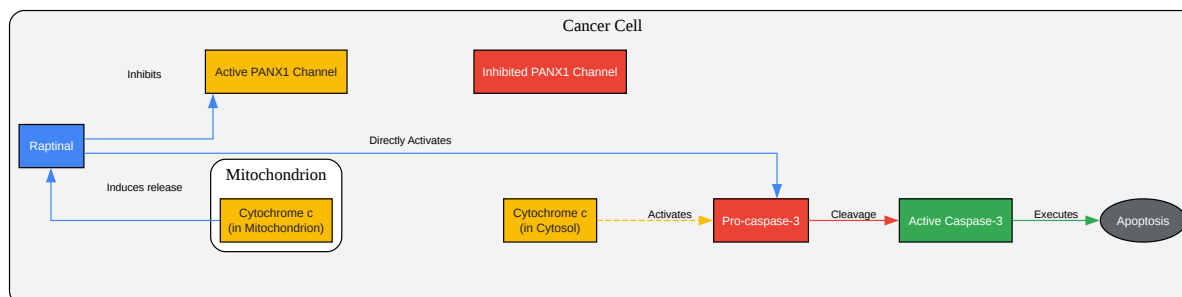 Cancer Cell
Active PANX1 Channel
Inhibited PANX1 Channel
Inhibits
Raptinal
Directly Activates
Mitochondrion
Induces release
Cytochrome c
(in Mitochondrion)
Cytochrome c
(in Cytosol)
Activates
Pro-caspase-3
Cleavage
Active Caspase-3
Executes
Apoptosis